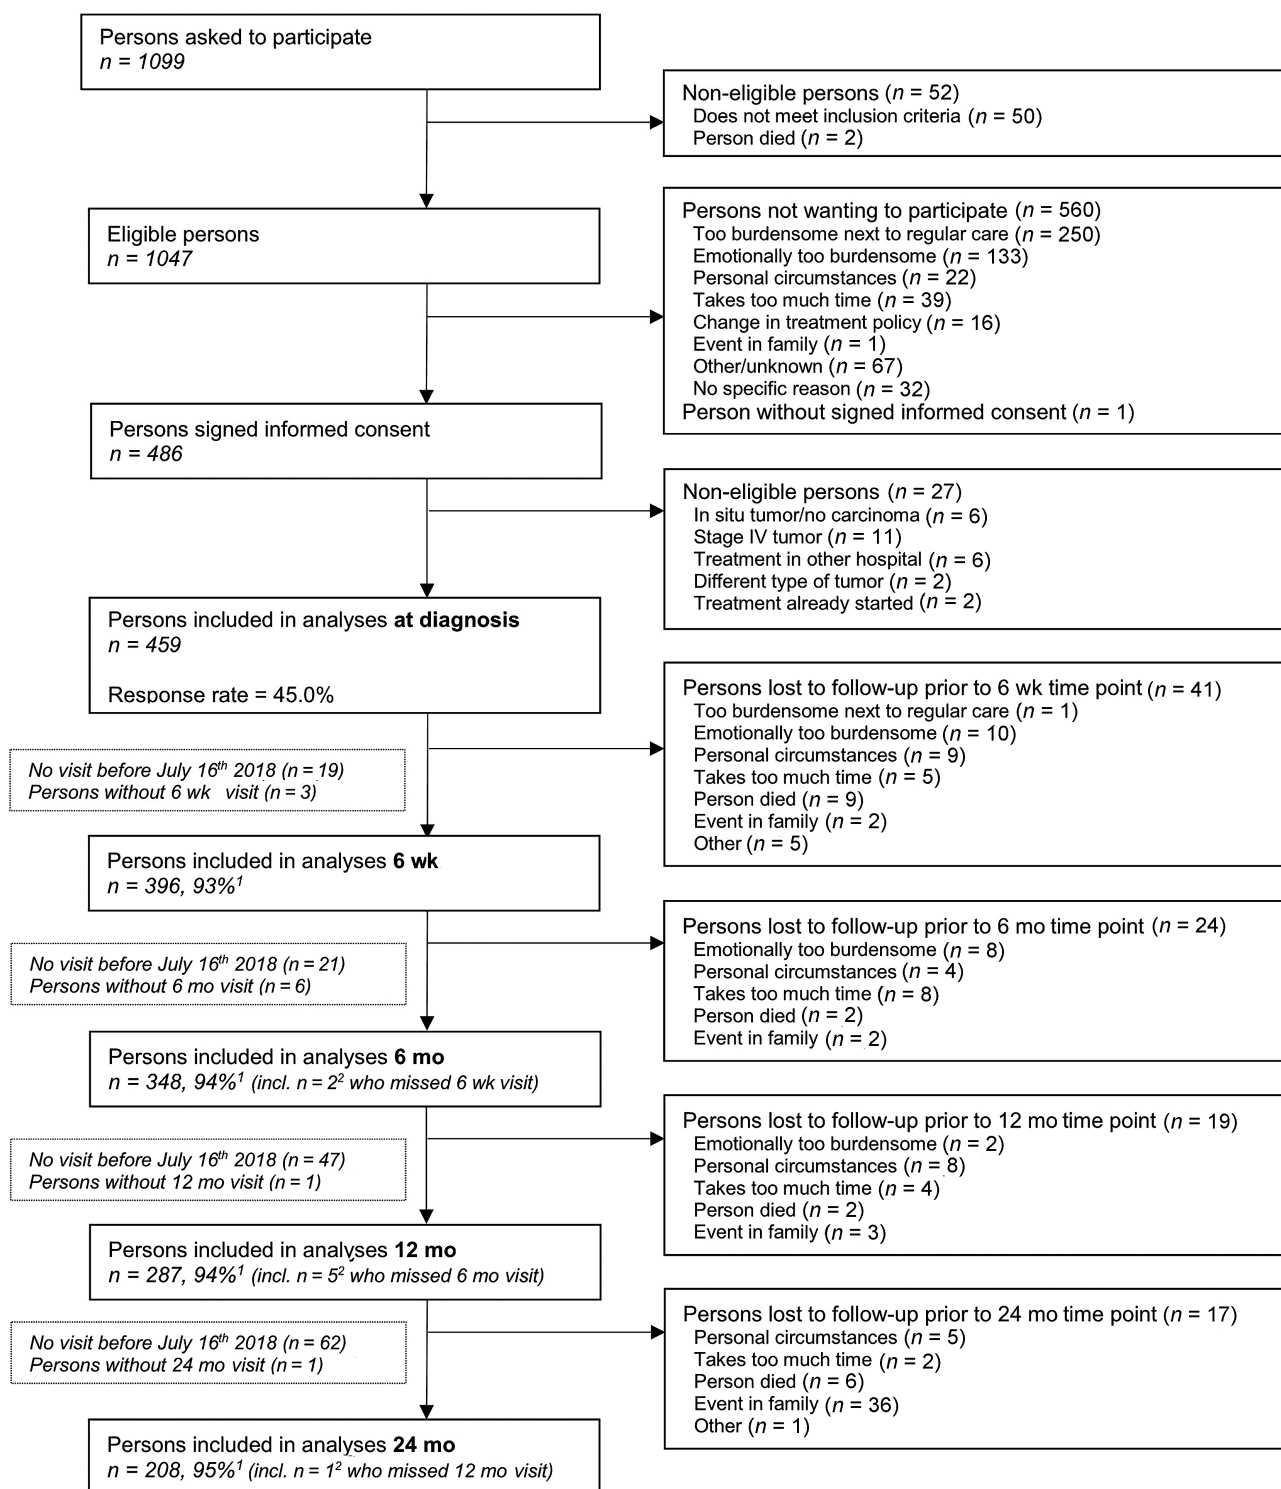 Persons asked to participate
n = 1099
Non-eligible persons (n = 52)
Does not meet inclusion criteria (n = 50)
Person died (n = 2)
Eligible persons
n = 1047
Persons not wanting to participate (n = 560)
Too burdensome next to regular care (n = 250)
Emotionally too burdensome (n = 133)
Personal circumstances (n = 22)
Takes too much time (n = 39)
Change in treatment policy (n = 16)
Event in family (n = 1)
Other/unknown (n = 67)
No specific reason (n = 32)
Person without signed informed consent (n = 1)
Persons signed informed consent
n = 486
Non-eligible persons (n = 27)
In situ tumor/no carcinoma (n = 6)
Stage IV tumor (n = 11)
Treatment in other hospital (n = 6)
Different type of tumor (n = 2)
Treatment already started (n = 2)
Persons included in analyses at diagnosis
n = 459
Response rate = 45.0%
Persons lost to follow-up prior to 6 wk time point (n = 41)
Too burdensome next to regular care (n = 1)
Emotionally too burdensome (n = 10)
Personal circumstances (n = 9)
Takes too much time (n = 5)
Person died (n = 9)
Event in family (n = 2)
Other (n = 5)
No visit before July 16th 2018 (n = 19)
Persons without 6 wk visit (n = 3)
Persons included in analyses 6 wk
n = 396, 93%1
Persons lost to follow-up prior to 6 mo time point (n = 24)
Emotionally too burdensome (n = 8)
Personal circumstances (n = 4)
Takes too much time (n = 8)
Person died (n = 2)
Event in family (n = 2)
No visit before July 16th 2018 (n = 21)
Persons without 6 mo visit (n = 6)
Persons included in analyses 6 mo
n = 348, 94%1 (incl. n = 22 who missed 6 wk visit)
Persons lost to follow-up prior to 12 mo time point (n = 19)
Emotionally too burdensome (n = 2)
Personal circumstances (n = 8)
Takes too much time (n = 4)
Person died (n = 2)
Event in family (n = 3)
No visit before July 16th 2018 (n = 47)
Persons without 12 mo visit (n = 1)
Persons included in analyses 12 mo
n = 287, 94%1 (incl. n = 52 who missed 6 mo visit)
Persons lost to follow-up prior to 24 mo time point (n = 17)
Personal circumstances (n = 5)
Takes too much time (n = 2)
Person died (n = 6)
Event in family (n = 36)
Other (n = 1)
No visit before July 16th 2018 (n = 62)
Persons without 24 mo visit (n = 1)
Persons included in analyses 24 mo
n = 208, 95%1 (incl. n = 12 who missed 12 mo visit)